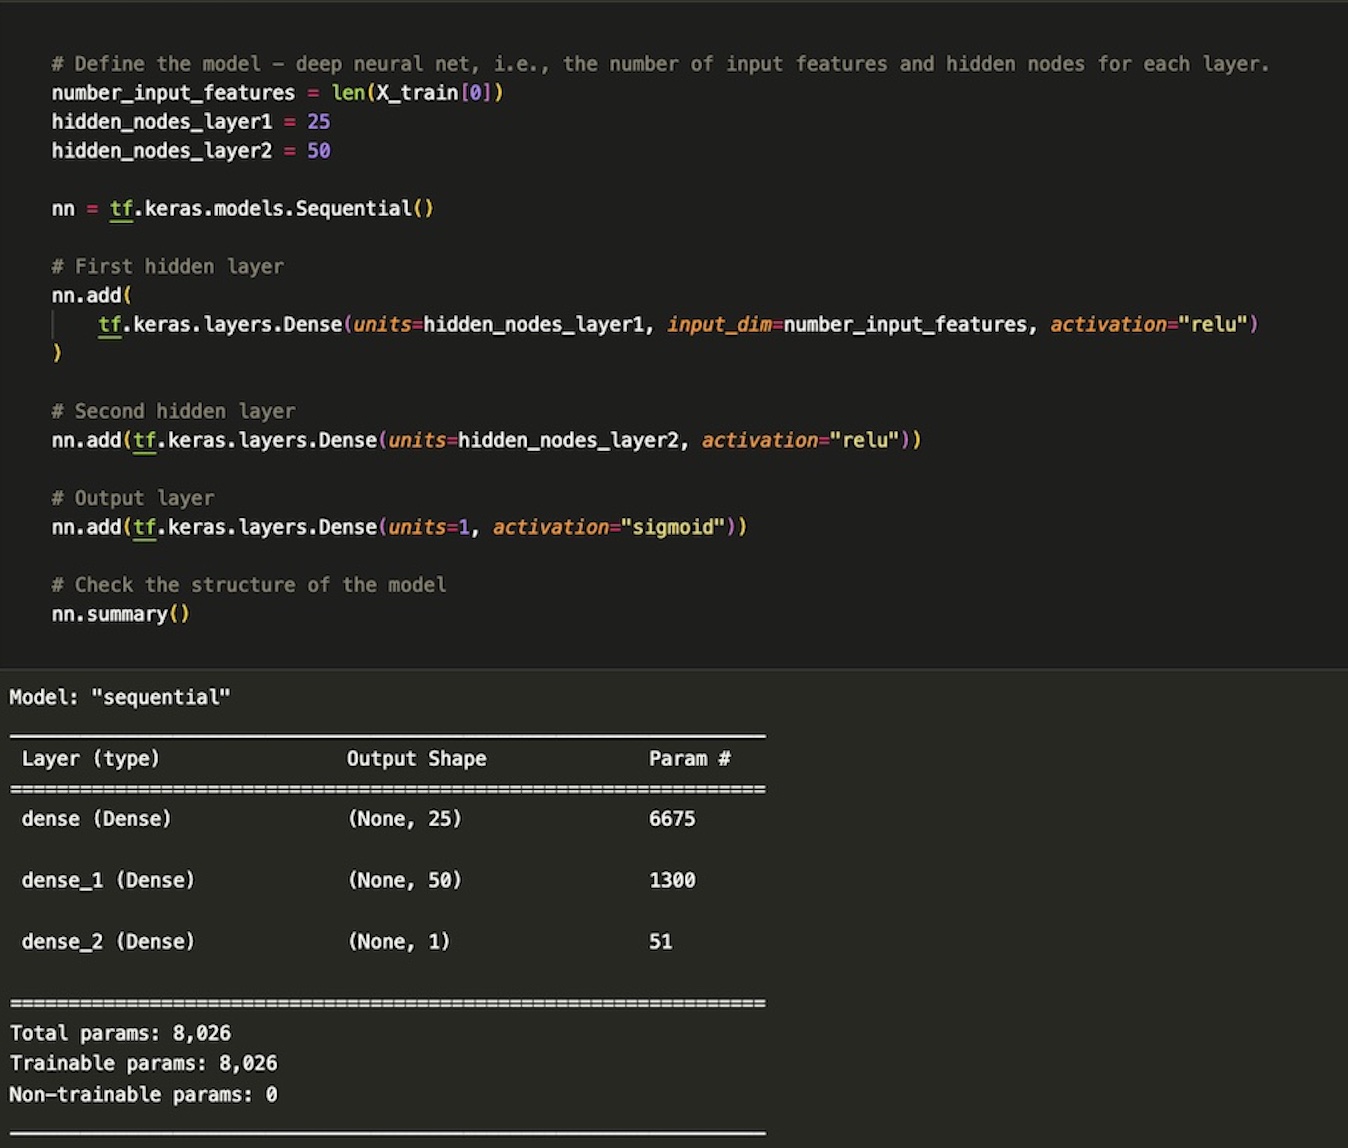 # Define the model – deep neural net, i.e., the number of input features and hidden nodes for each layer.
number_input_features = len(X_train[0])
hidden_nodes_layer1 = 25
hidden_nodes_layer2 = 50
nn = tf.keras.models.Sequential()
# First hidden layer
nn.add(
tf.keras.layers.Dense(units=hidden_nodes_layer1, input_dim=number_input_features, activation="relu")
)
# Second hidden layer
nn.add(tf.keras.layers.Dense(units=hidden_nodes_layer2, activation="relu"))
# Output layer
nn.add(tf.keras.layers.Dense(units=1, activation="sigmoid"))
# Check the structure of the model
nn.summary()
Model: "sequential"
Layer (type) Output Shape Param #
=================================================================
dense (Dense) (None, 25) 6675
dense_1 (Dense) (None, 50) 1300
dense_2 (Dense) (None, 1) 51
=================================================================
Total params: 8,026
Trainable params: 8,026
Non-trainable params: 0